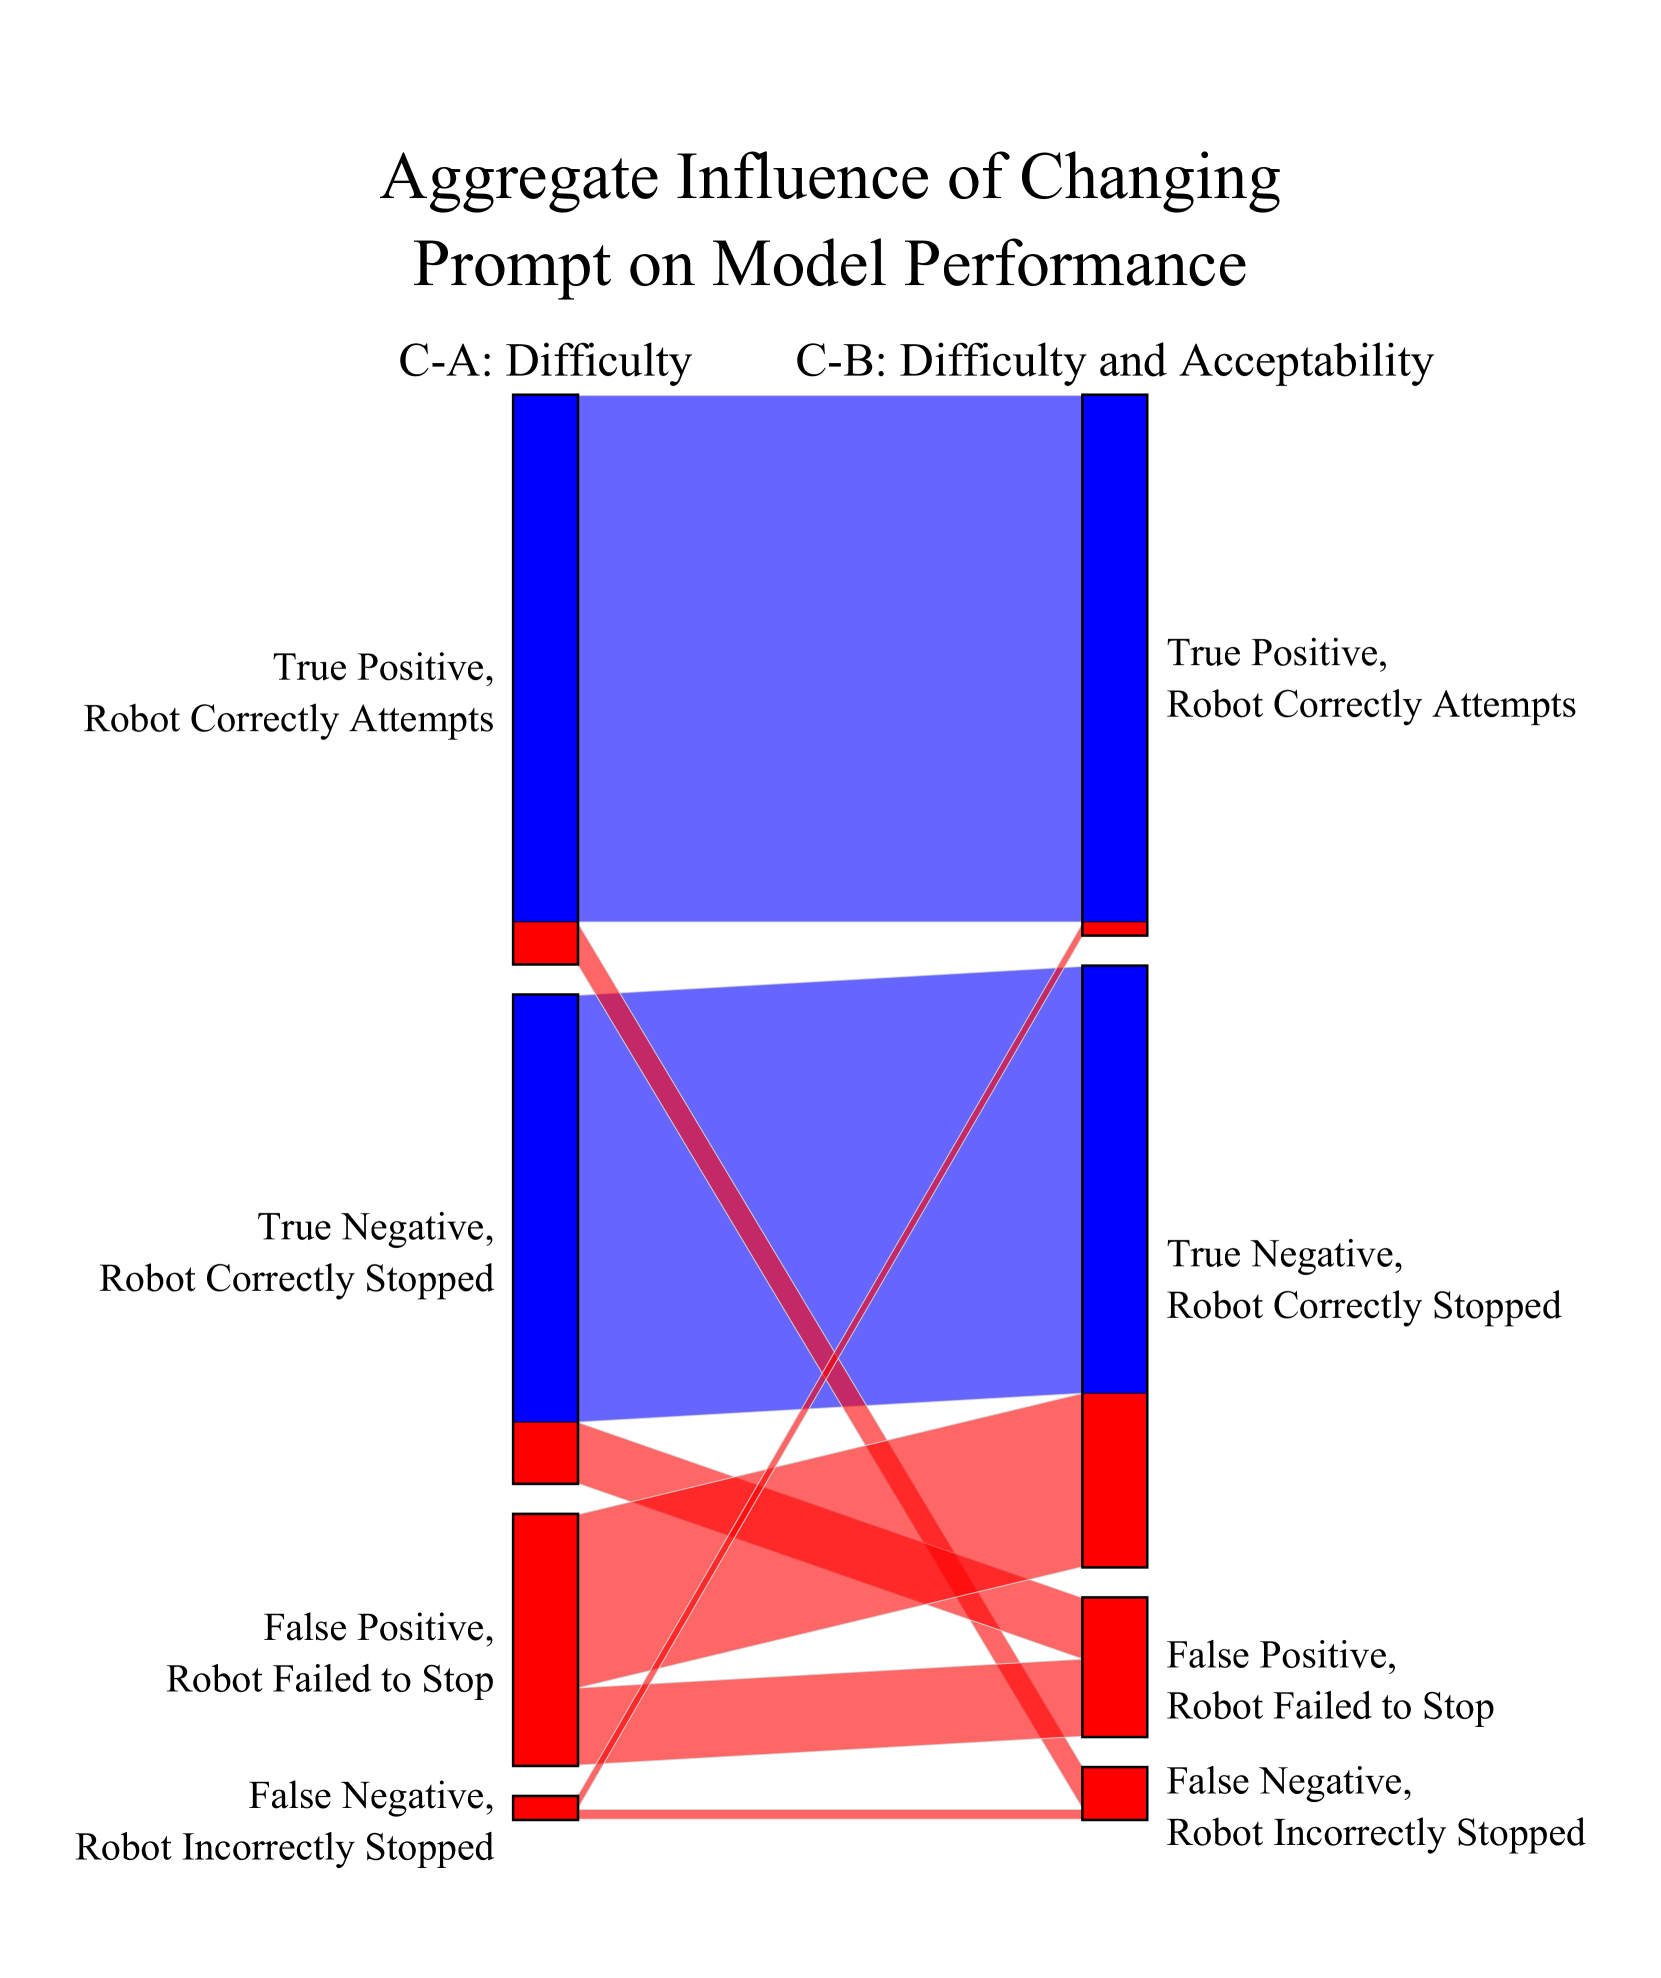 Aggregate Influence of Changing
Prompt on Model Performance
C-A: Difficulty
C-B: Difficulty and Acceptability
True Positive,
Robot Correctly Attempts
True Positive,
Robot Correctly Attempts
True Negative,
Robot Correctly Stopped
True Negative,
Robot Correctly Stopped
False Positive,
Robot Failed to Stop
False Positive,
Robot Failed to Stop
False Negative,
Robot Incorrectly Stopped
False Negative,
Robot Incorrectly Stopped